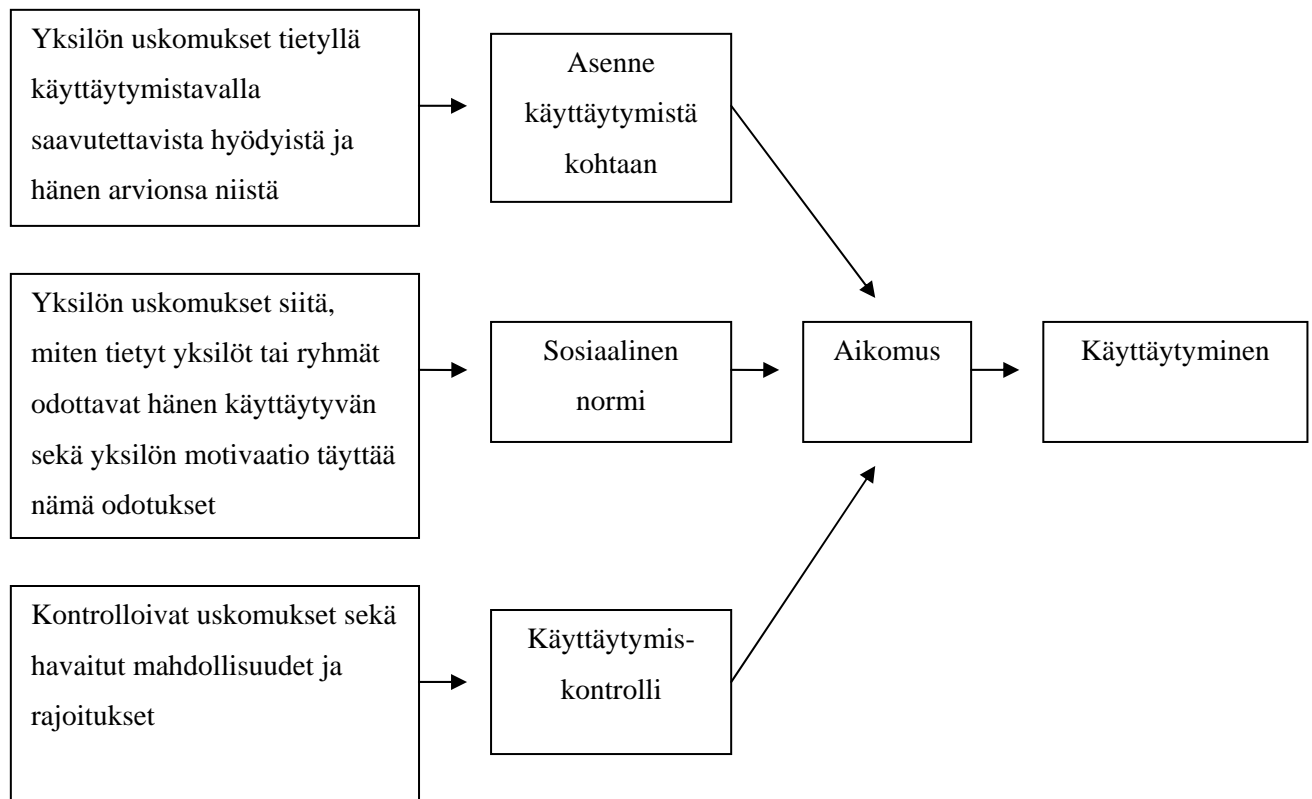 Yksilön uskomukset tietyllä
käyttäytymistavalla
saavutettavista hyödyistä ja
hänen arvionsa niistä
Asenne
käyttäytymistä
kohtaan
Yksilön uskomukset siitä,
miten tietyt yksilöt tai ryhmät
odottavat hänen käyttäytyvän
sekä yksilön motivaatio täyttää
nämä odotukset
Sosiaalinen
normi
Aikomus
Käyttäytyminen
Kontrolloivat uskomukset sekä
havaitut mahdollisuudet ja
rajoitukset
Käyttäytymis-
kontrolli